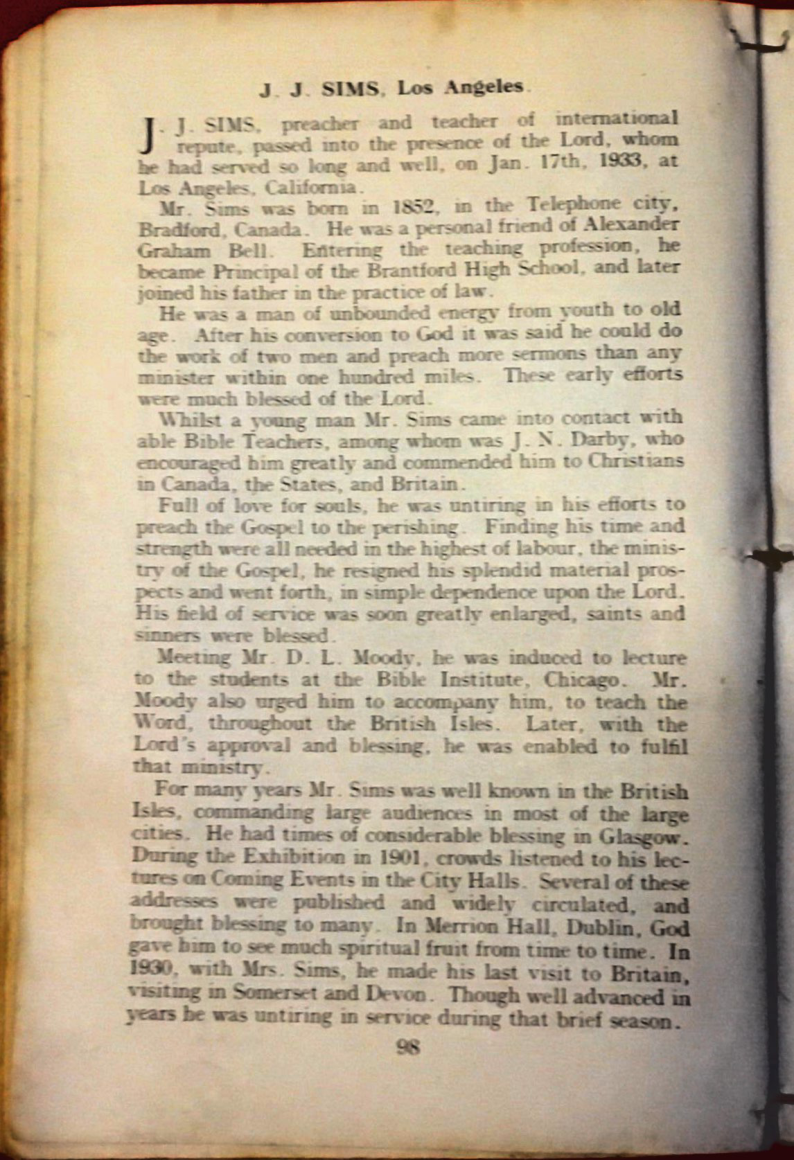 J. J. SIMS, Los Angeles.
J. J. SIMS, preacher and teacher of international
repute, passed into the presence of the Lord, whom
he had served so long and well, on Jan. 17th, 1933, at
Los Angeles, California.
Mr. Sims was born in 1852, in the Telephone city,
Bradford, Canada. He was a personal friend of Alexander
Graham Bell. Entering the teaching profession, he
became Principal of the Brantford High School, and later
joined his father in the practice of law.
He was a man of unbounded energy from youth to old
age. After his conversion to God it was said he could do
the work of two men and preach more sermons than any
minister within one hundred miles. These early efforts
were much blessed of the Lord.
Whilst a young man Mr. Sims came into contact with
able Bible Teachers, among whom was J. N. Darby, who
encouraged him greatly and commended him to Christians
in Canada, the States, and Britain.
Full of love for souls, he was untiring in his efforts to
preach the Gospel to the perishing. Finding his time and
strength were all needed in the highest of labour, the minis-
try of the Gospel, he resigned his splendid material pros-
pects and went forth, in simple dependence upon the Lord.
His field of service was soon greatly enlarged, saints and
sinners were blessed.
Meeting Mr. D. L. Moody, he was induced to lecture
to the students at the Bible Institute, Chicago. Mr.
Moody also urged him to accompany him, to teach the
Word, throughout the British Isles. Later, with the
Lord's approval and blessing, he was enabled to fulfil
that ministry.
For many years Mr. Sims was well known in the British
Isles, commanding large audiences in most of the large
cities. He had times of considerable blessing in Glasgow.
During the Exhibition in 1901, crowds listened to his lec-
tures on Coming Events in the City Halls. Several of these
addresses were published and widely circulated, and
brought blessing to many. In Merrion Hall, Dublin, God
gave him to see much spiritual fruit from time to time. In
1930, with Mrs. Sims, he made his last visit to Britain,
visiting in Somerset and Devon. Though well advanced in
years he was untiring in service during that brief season.
98